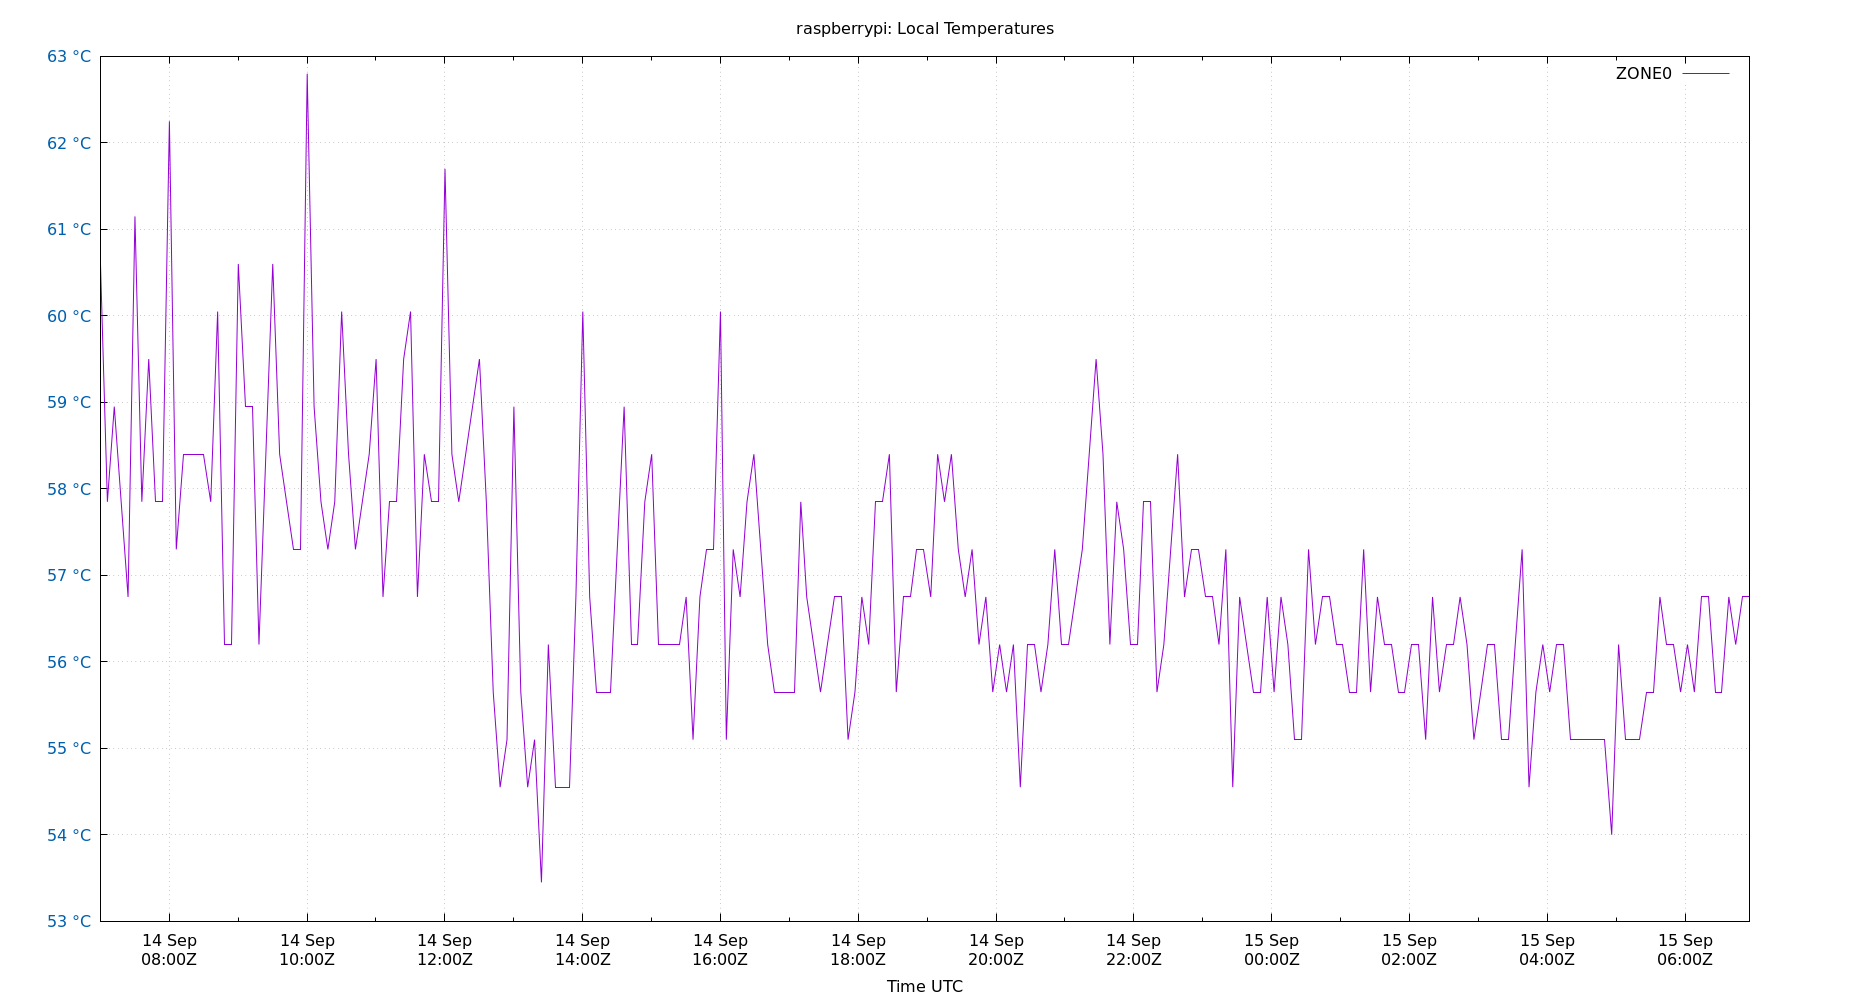 raspberrypi: Local Temperatures
63 °C
ZONE0
62 °C
61 °C
60 °C
59 °C
58 °C
57 °C
56 °C
55 °C
54 °C
53 °C
14 Sep 14 Sep 14 Sep 14 Sep 14 Sep 14 Sep 14 Sep 14 Sep 15 Sep 15 Sep 15 Sep 15 Sep
08:00Z 10:00Z 12:00Z 14:00Z 16:00Z 18:00Z 20:00Z 22:00Z 00:00Z 02:00Z 04:00Z 06:00Z
Time UTC